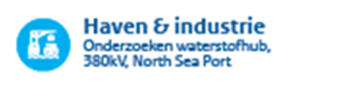 Haven & industrie
Onderzoeken waterstofhub,
380kV, North Sea Port